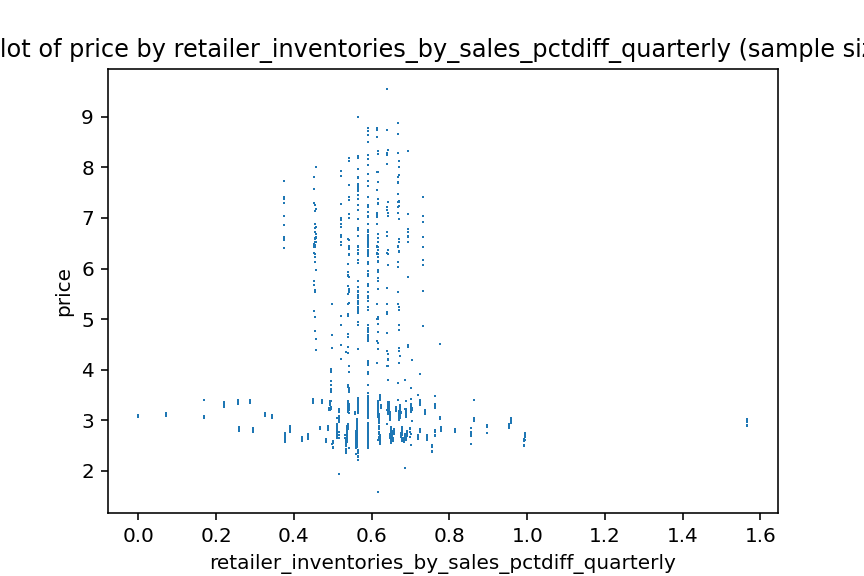 lot of price by retailer_inventories_by_sales_pctdiff_quarterly (sample si
9
8
7
6
5
4
3
2
price
0.0 0.2 0.4 0.6 0.8 1.0 1.2 1.4 1.6
retailer_inventories_by_sales_pctdiff_quarterly